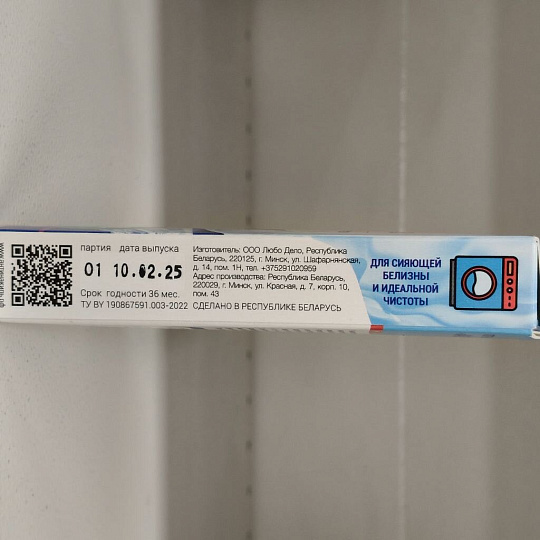 партия дата выпуска
01 10.02.25
Срок годности 36 мес.
ТУ BY 190867591.003-2022
Изготовитель: ООО Любо Дело, Республика
Беларусь, 220125, г. Минск, ул. Шафарнянская,
д. 14, пом. 1Н, тел. +375291020959
Адрес производства: Республика Беларусь,
220029, г. Минск, ул. Красная, д. 7, корп. 10,
пом. 43
СДЕЛАНО В РЕСПУБЛИКЕ БЕЛАРУСЬ
ДЛЯ СИЯЮЩЕЙ
БЕЛИЗНЫ
И ИДЕАЛЬНОЙ
ЧИСТОТЫ